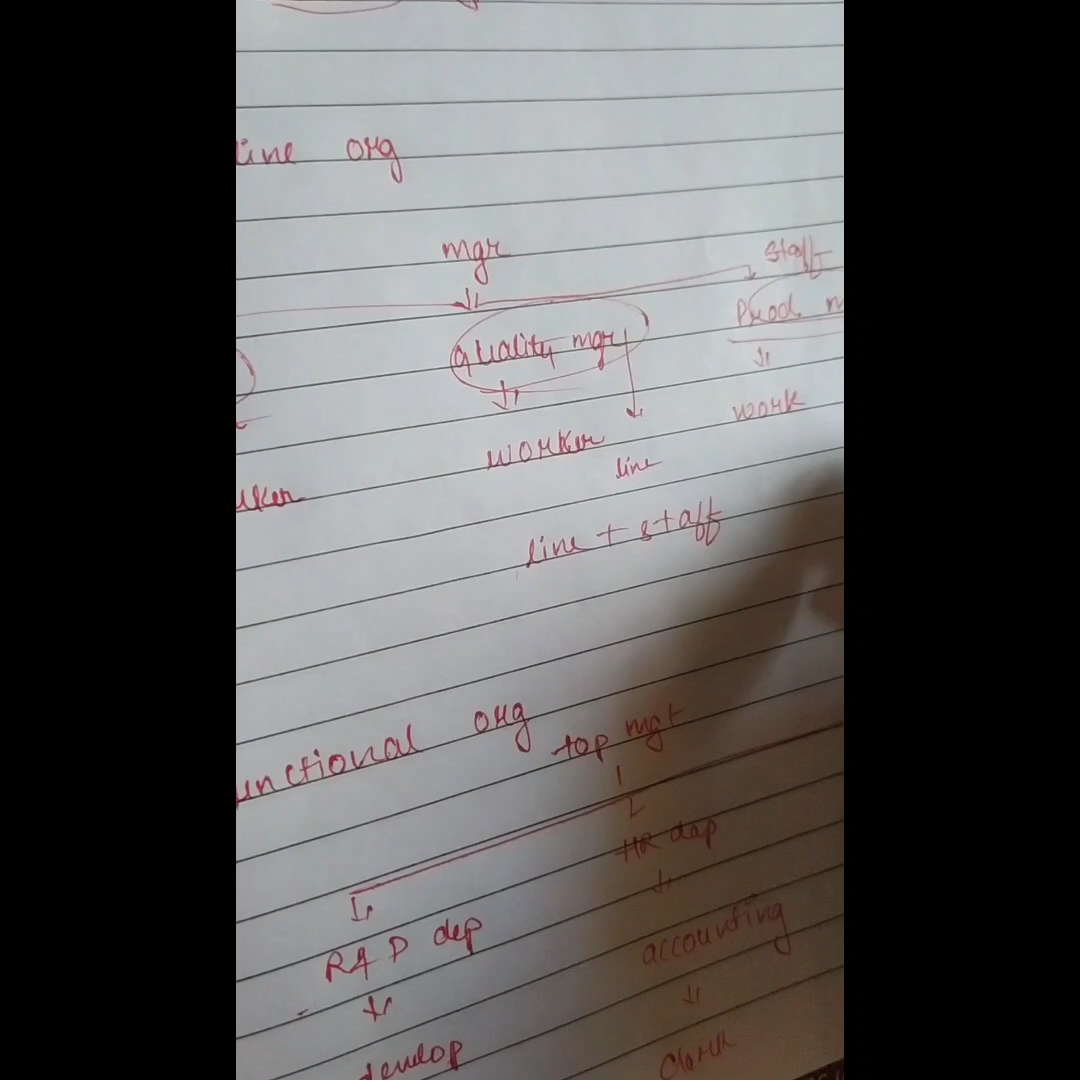 line org
mgr
staff
quality mgr
Prod m
worker
work
line
line + staff
unctional org
top mgt
HR dep
R & D dep
accounting
develop
Clerk